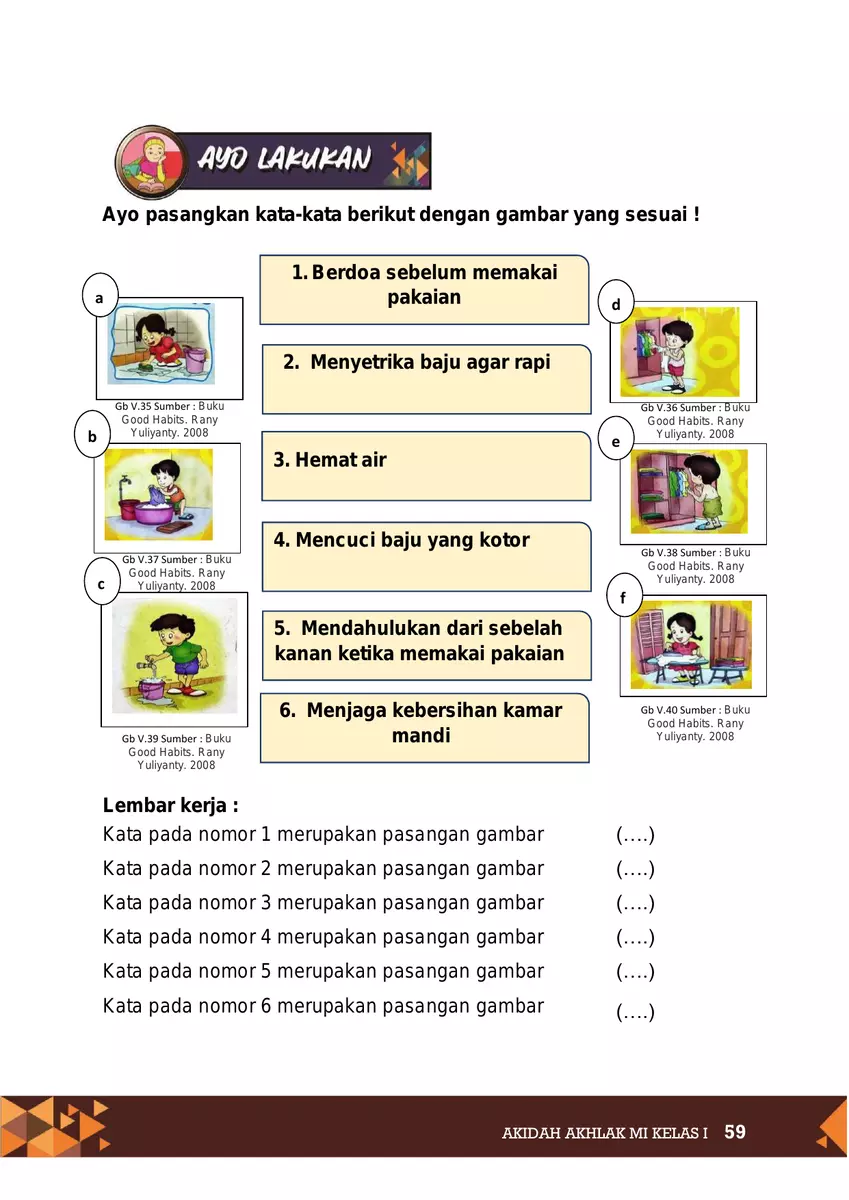 AYO LAKUKAN
Ayo pasangkan kata-kata berikut dengan gambar yang sesuai !
a
Gb V.35 Sumber : Buku
Good Habits. Rany
Yuliyanty. 2008
b
Gb V.37 Sumber : Buku
Good Habits. Rany
Yuliyanty. 2008
c
Gb V.39 Sumber : Buku
Good Habits. Rany
Yuliyanty. 2008
1. Berdoa sebelum memakai
pakaian
2. Menyetrika baju agar rapi
3. Hemat air
4. Mencuci baju yang kotor
5. Mendahulukan dari sebelah
kanan ketika memakai pakaian
6. Menjaga kebersihan kamar
mandi
d
Gb V.36 Sumber : Buku
Good Habits. Rany
Yuliyanty. 2008
e
Gb V.38 Sumber : Buku
Good Habits. Rany
Yuliyanty. 2008
f
Gb V.40 Sumber : Buku
Good Habits. Rany
Yuliyanty. 2008
Lembar kerja :
Kata pada nomor 1 merupakan pasangan gambar (....)
Kata pada nomor 2 merupakan pasangan gambar (....)
Kata pada nomor 3 merupakan pasangan gambar (....)
Kata pada nomor 4 merupakan pasangan gambar (....)
Kata pada nomor 5 merupakan pasangan gambar (....)
Kata pada nomor 6 merupakan pasangan gambar (....)
AKIDAH AKHLAK MI KELAS I 59